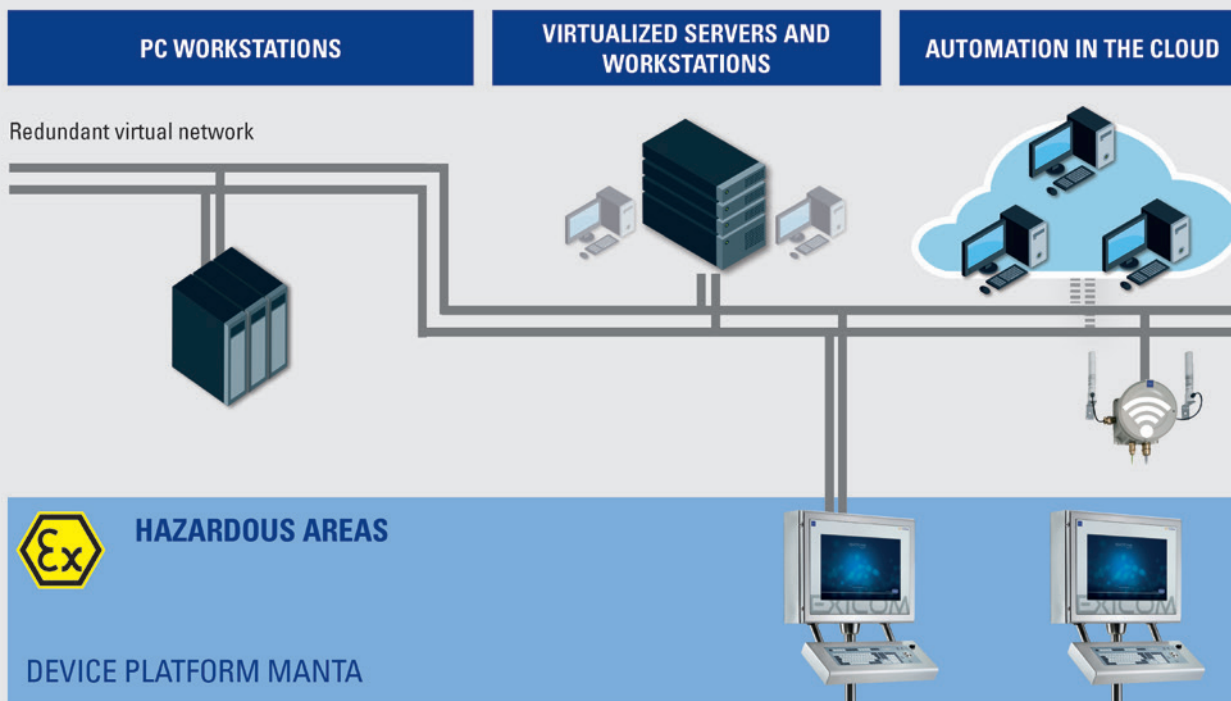 PC WORKSTATIONS
VIRTUALIZED SERVERS AND
WORKSTATIONS
AUTOMATION IN THE CLOUD
Redundant virtual network
Ex
HAZARDOUS AREAS
EXICOM
EXICOM
DEVICE PLATFORM MANTA